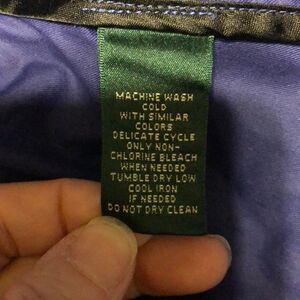 MACHINE WASH
COLD
WITH SIMILAR
COLORS
DELICATE CYCLE
ONLY NON-
CHLORINE BLEACH
WHEN NEEDED
TUMBLE DRY LOW
COOL IRON
IF NEEDED
DO NOT DRY CLEAN